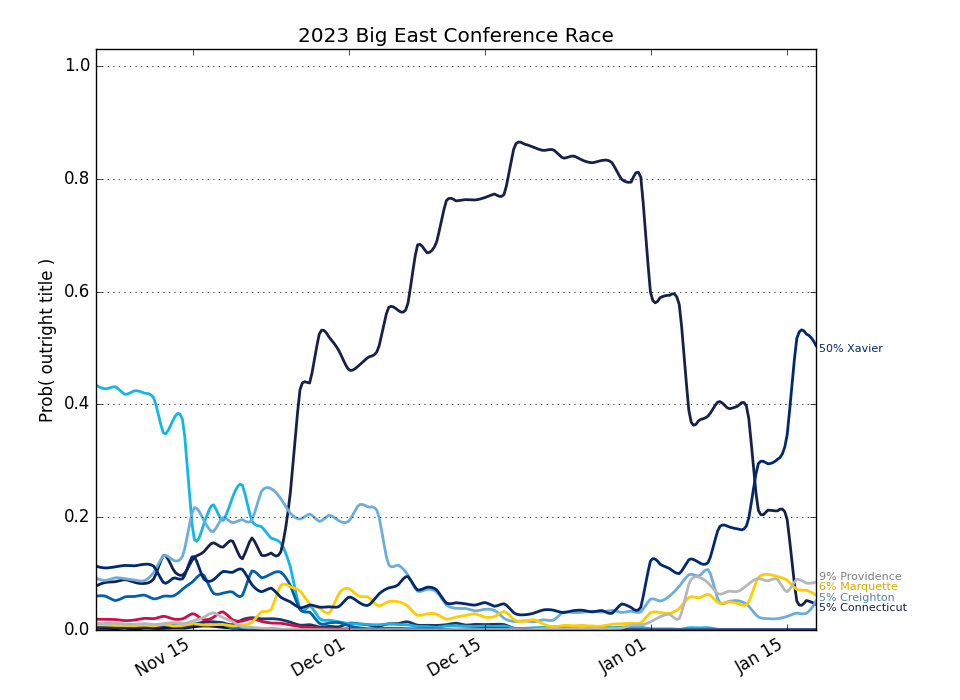 2023 Big East Conference Race
1.0
0.8
0.6
0.4
0.2
0.0
Prob( outright title )
50% Xavier
9% Providence
6% Marquette
5% Creighton
5% Connecticut
Nov 15
Dec 01
Dec 15
Jan 01
Jan 15